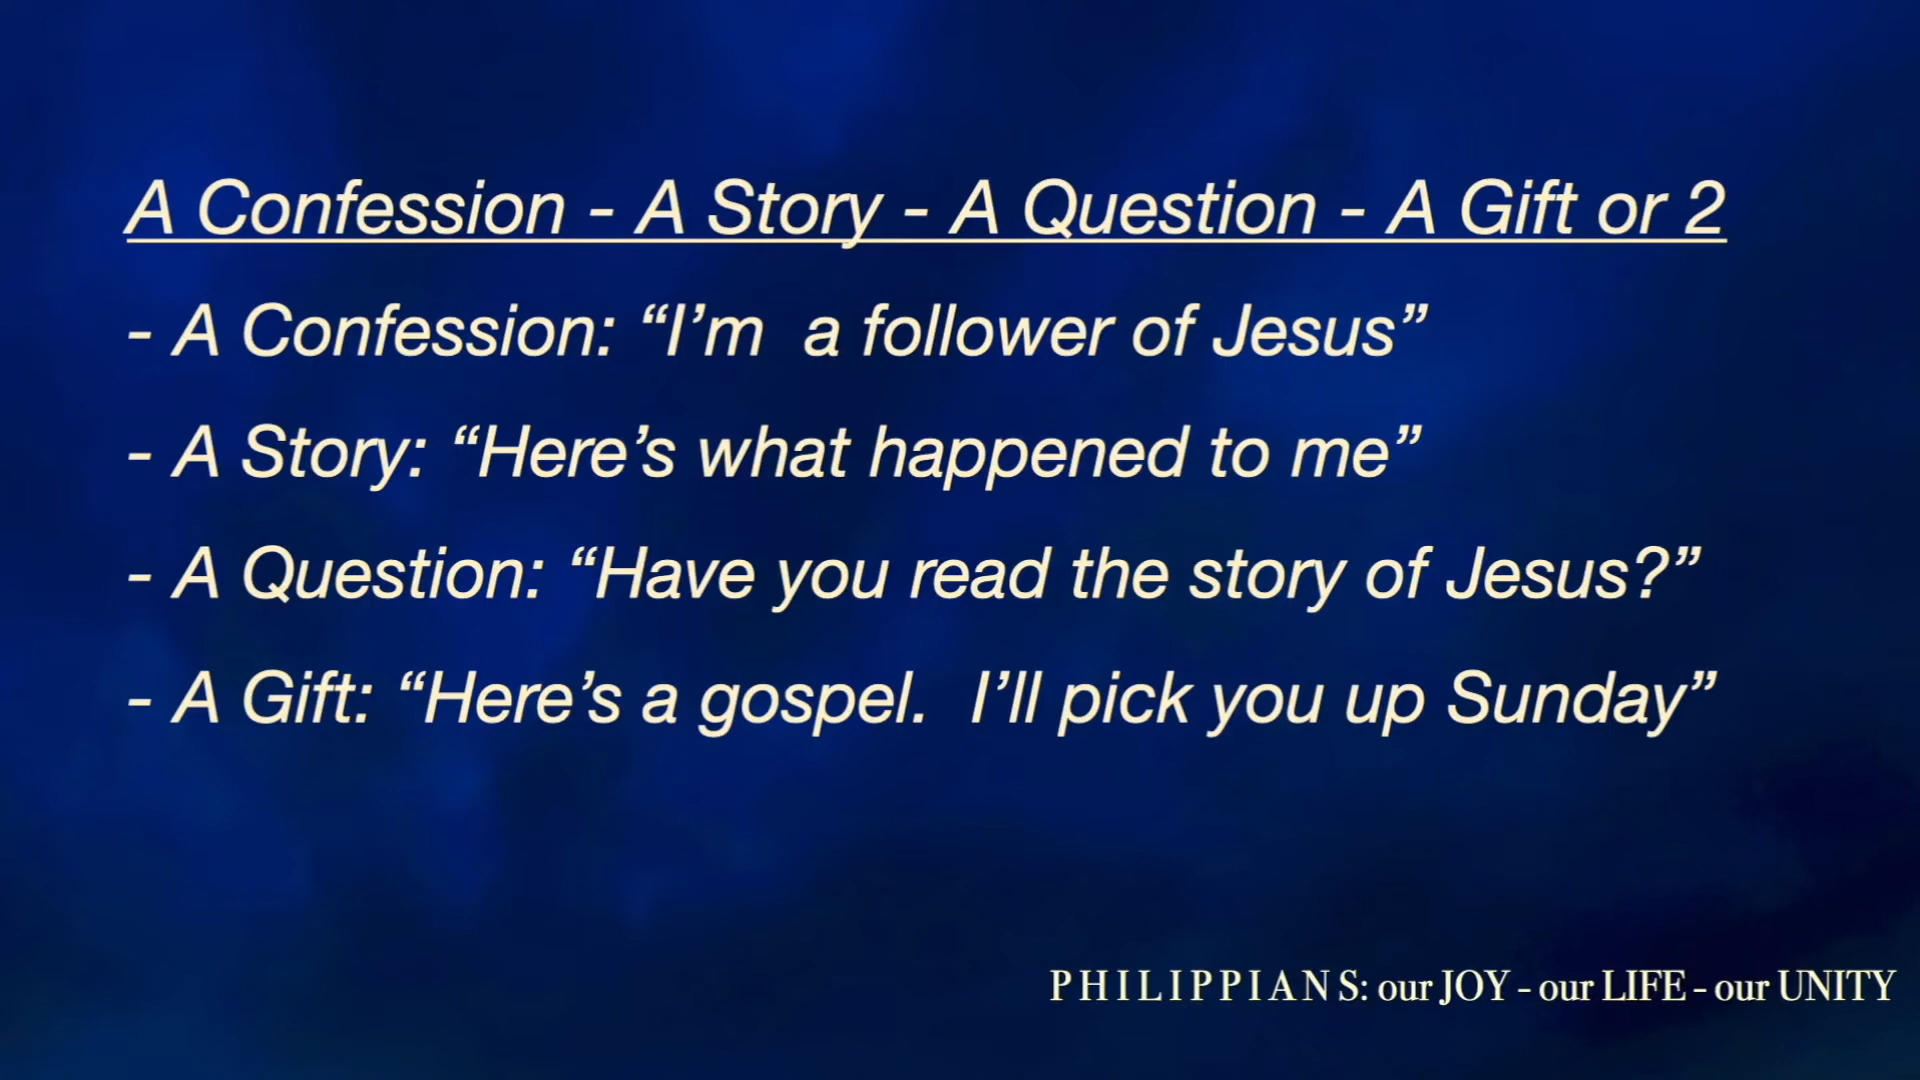 A Confession - A Story - A Question - A Gift or 2
- A Confession: “I’m  a follower of Jesus”
- A Story: “Here’s what happened to me”
- A Question: “Have you read the story of Jesus?”
- A Gift: “Here’s a gospel.  I’ll pick you up Sunday”
PHILIPPIANS: our JOY - our LIFE - our UNITY